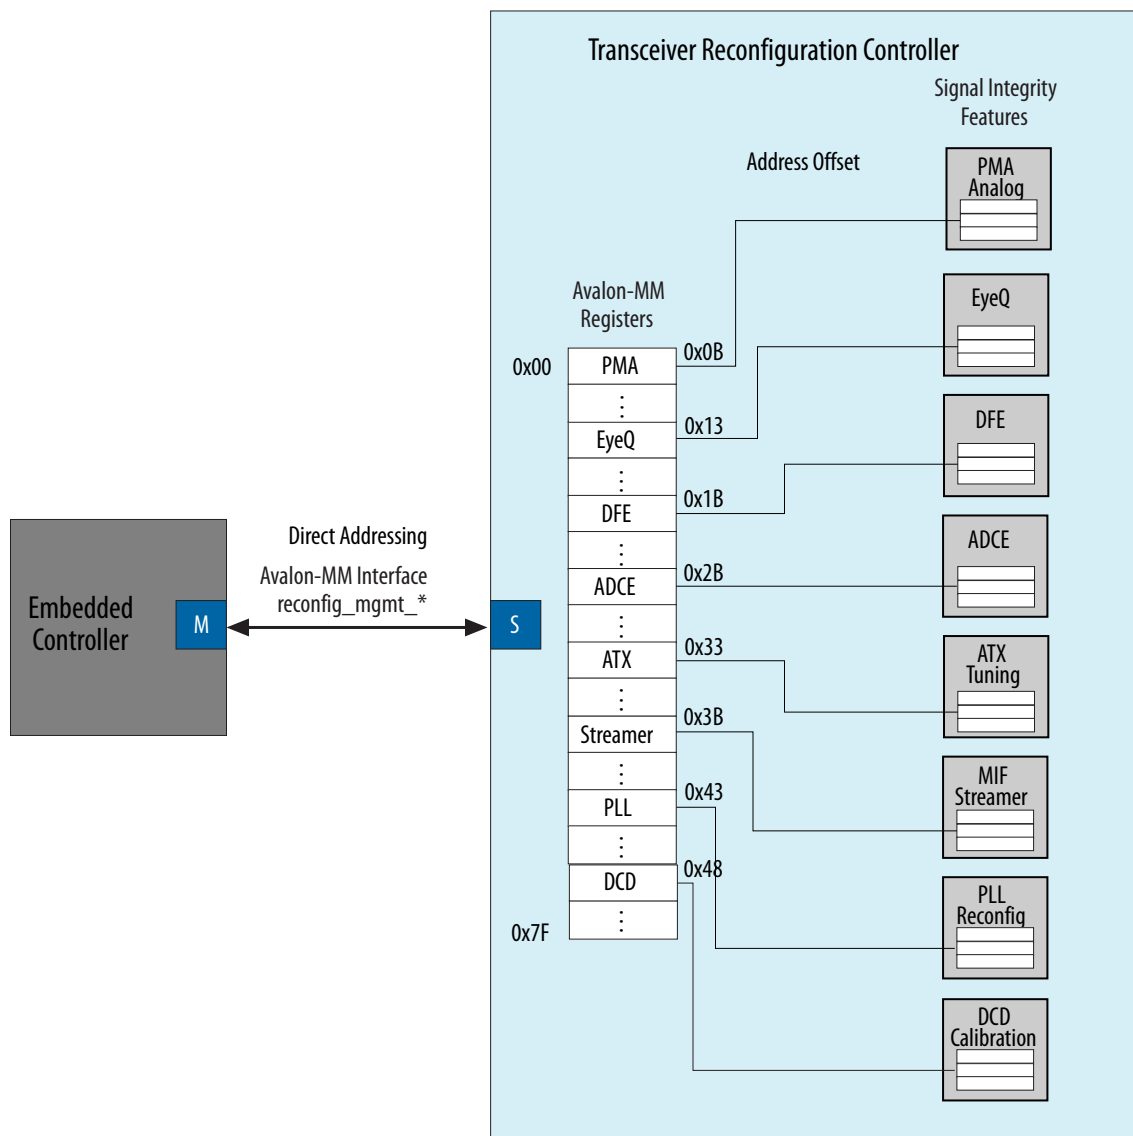 Transceiver Reconfiguration Controller
Signal Integrity
Features
Address Offset
PMA
Analog
EyeQ
DFE
ADCE
ATX
Tuning
MIF
Streamer
PLL
Reconfig
DCD
Calibration
Avalon-MM
Registers
0x00
PMA
0x0B
⋮
EyeQ
0x13
⋮
DFE
0x1B
⋮
ADCE
0x2B
⋮
ATX
0x33
⋮
Streamer
0x3B
⋮
PLL
0x43
⋮
DCD
0x48
⋮
0x7F
Direct Addressing
Avalon-MM Interface
reconfig_mgmt_*
Embedded
Controller
M
S